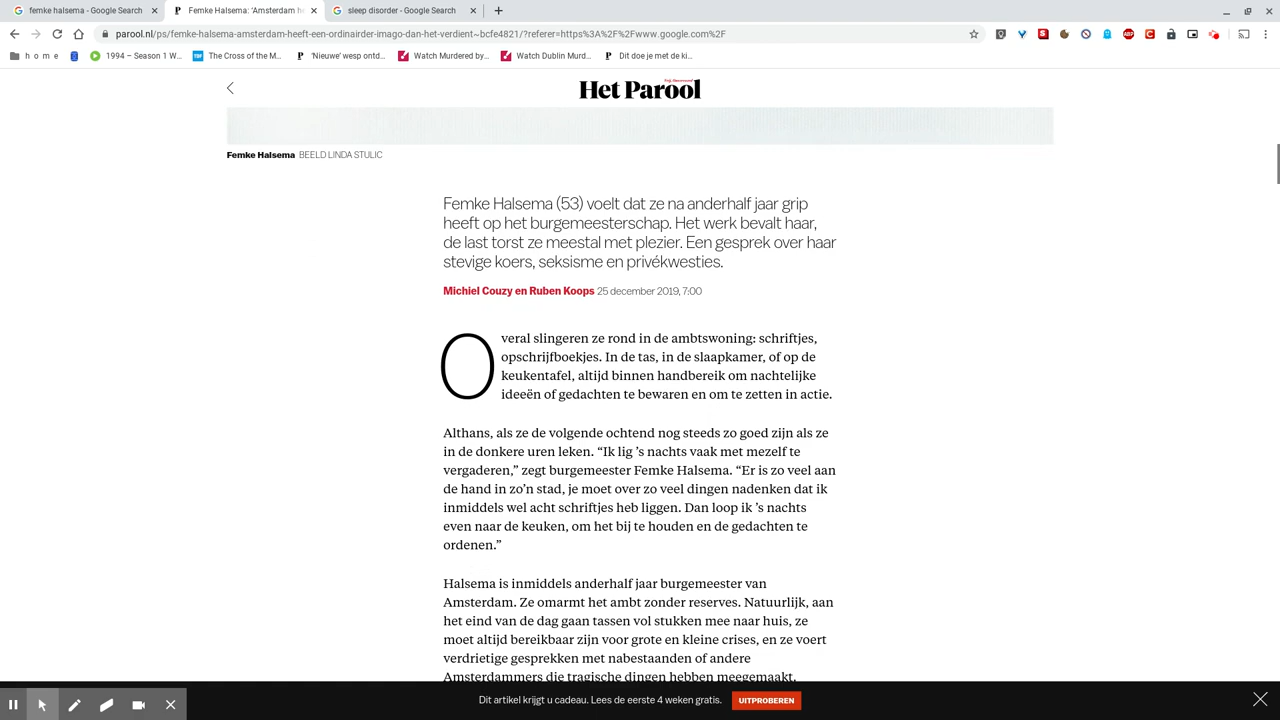 femke halsema - Google Search
Femke Halsema: ‘Amsterdam he
sleep disorder - Google Search
parool.nl/ps/femke-halsema-amsterdam-heeft-een-ordinairder-imago-dan-het-verdient~bcfe4821/?referer=https%3A%2F%2Fwww.google.com%2F
h o m e
1994 – Season 1 W...
The Cross of the M...
‘Nieuwe’ wesp ontd...
Watch Murdered by...
Watch Dublin Murd...
Dit doe je met de ki...
Het Parool
Femke Halsema BEELD LINDA STULIC
Femke Halsema (53) voelt dat ze na anderhalf jaar grip
heeft op het burgemeesterschap. Het werk bevalt haar,
de last torst ze meestal met plezier. Een gesprek over haar
stevige koers, seksisme en privékwesties.
Michiel Couzy en Ruben Koops 25 december 2019, 7:00
Overal slingeren ze rond in de ambtswoning: schriftjes,
opschrijfboekjes. In de tas, in de slaapkamer, of op de
keukentafel, altijd binnen handbereik om nachtelijke
ideeën of gedachten te bewaren en om te zetten in actie.
Althans, als ze de volgende ochtend nog steeds zo goed zijn als ze
in de donkere uren leken. “Ik lig ’s nachts vaak met mezelf te
vergaderen,” zegt burgemeester Femke Halsema. “Er is zo veel aan
de hand in zo’n stad, je moet over zo veel dingen nadenken dat ik
inmiddels wel acht schriftjes heb liggen. Dan loop ik ’s nachts
even naar de keuken, om het bij te houden en de gedachten te
ordenen.”
Halsema is inmiddels anderhalf jaar burgemeester van
Amsterdam. Ze omarmt het ambt zonder reserves. Natuurlijk, aan
het eind van de dag gaan tassen vol stukken mee naar huis, ze
moet altijd bereikbaar zijn voor grote en kleine crises, en ze voert
verdrietige gesprekken met nabestaanden of andere
Amsterdammers die tragische dingen hebben meegemaakt.
Dit artikel krijgt u cadeau. Lees de eerste 4 weken gratis.
UITPROBEREN